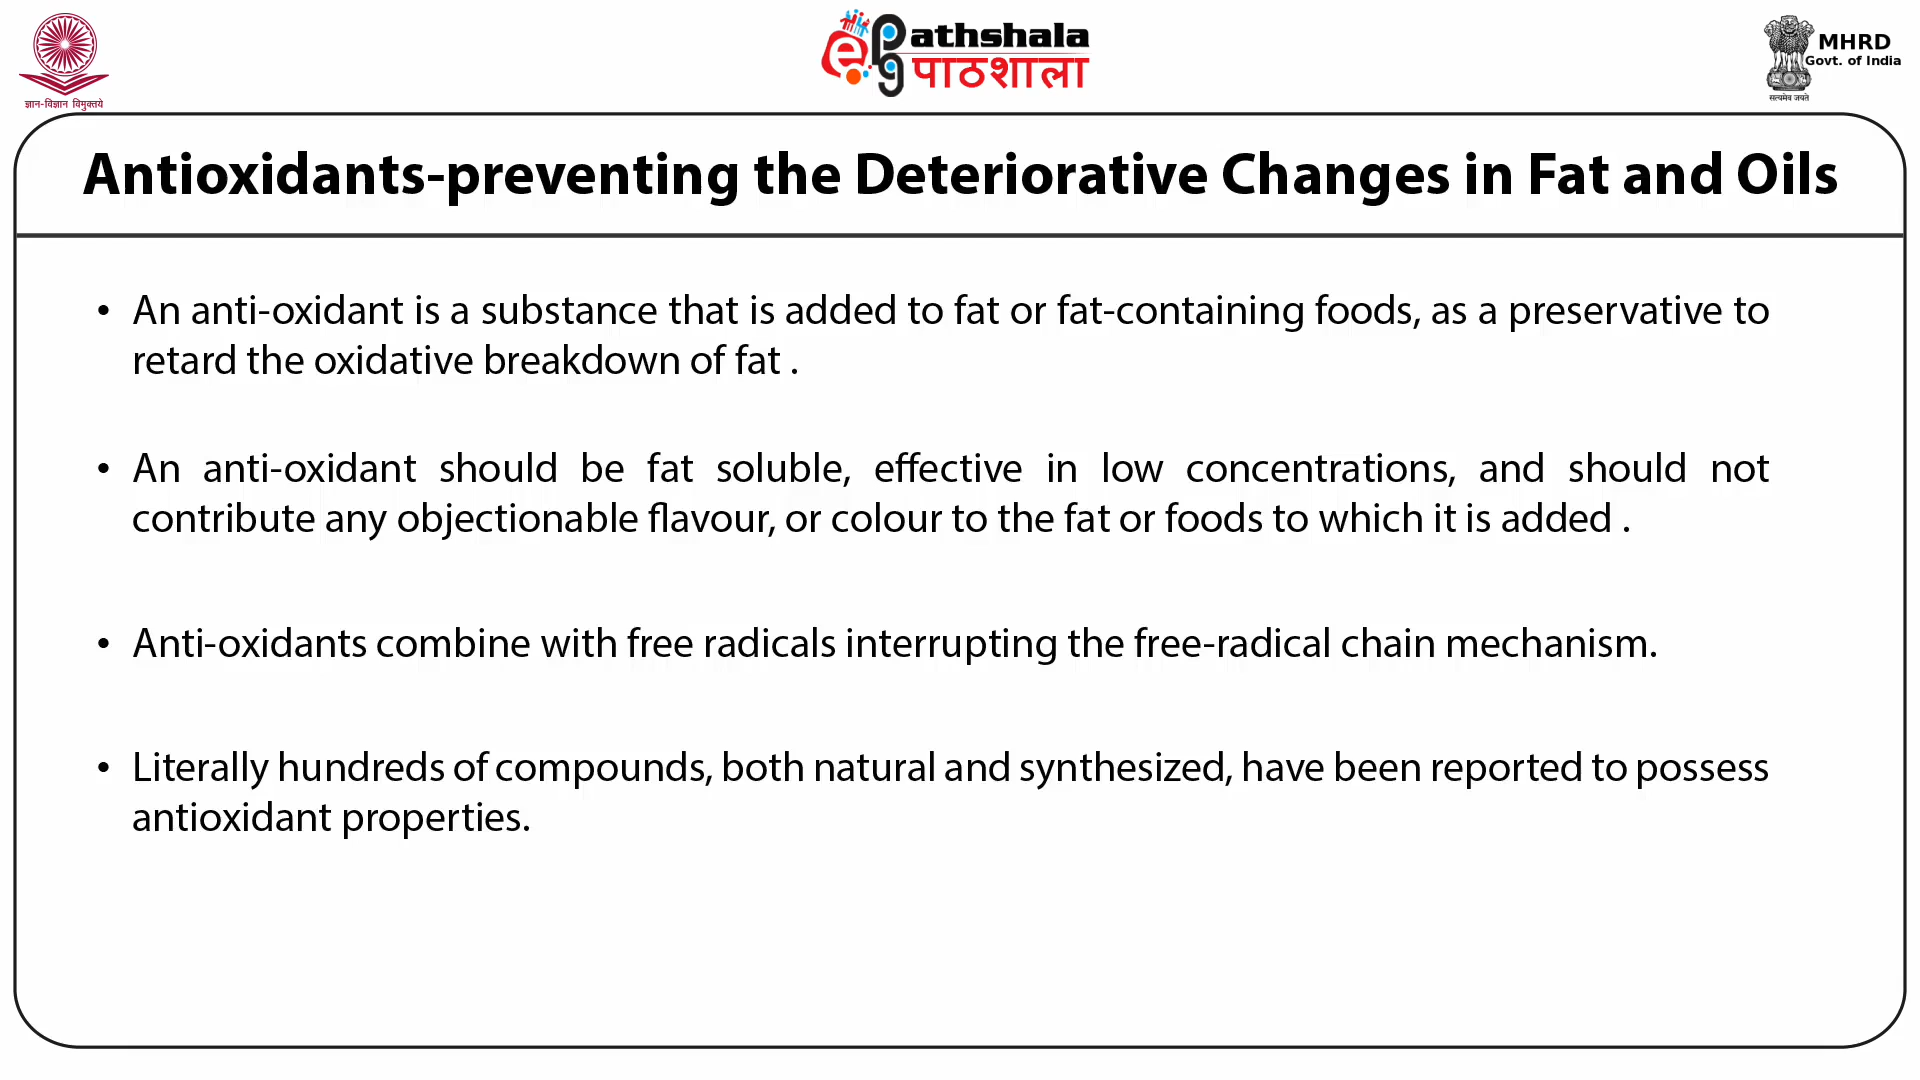 ज्ञान-विज्ञान विमुक्तये
ePg Pathshala
पाठशाला
MHRD
Govt. of India
सत्यमेव जयते
Antioxidants-preventing the Deteriorative Changes in Fat and Oils
• An anti-oxidant is a substance that is added to fat or fat-containing foods, as a preservative to
retard the oxidative breakdown of fat .
• An anti-oxidant should be fat soluble, effective in low concentrations, and should not
contribute any objectionable flavour, or colour to the fat or foods to which it is added .
• Anti-oxidants combine with free radicals interrupting the free-radical chain mechanism.
• Literally hundreds of compounds, both natural and synthesized, have been reported to possess
antioxidant properties.